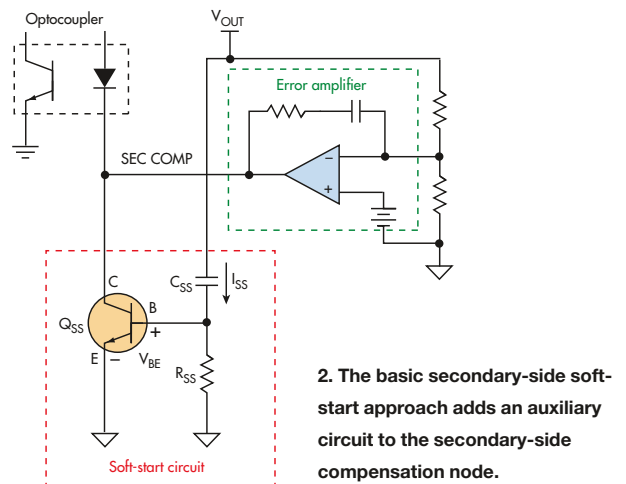 Optocoupler
VOUT
Error amplifier
SEC COMP
−
+
C
CSS
ISS
B
QSS
+
E
−
VBE
RSS
Soft-start circuit
2. The basic secondary-side soft-
start approach adds an auxiliary
circuit to the secondary-side
compensation node.